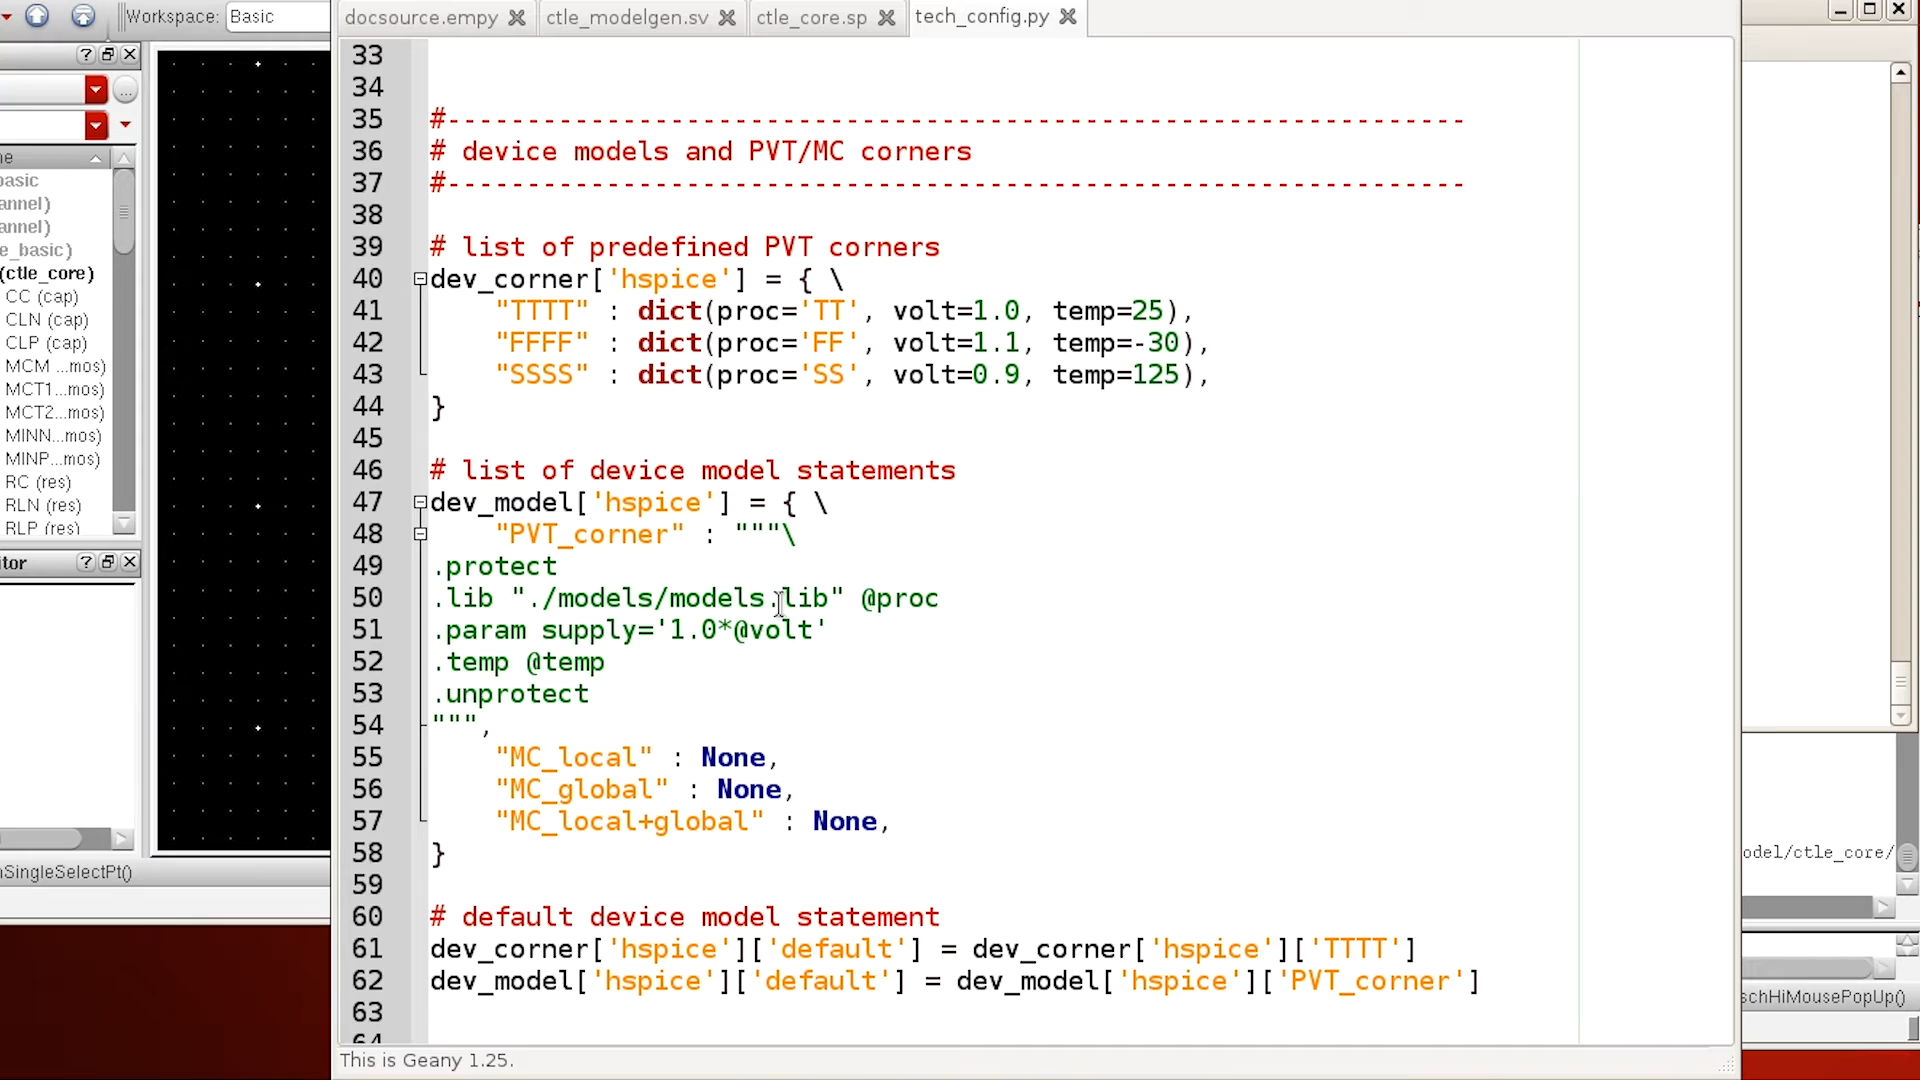 Workspace: Basic
docsource.empy
ctle_modelgen.sv
ctle_core.sp
tech_config.py
33
34
35 #----------------------------------------------------------------
36 # device models and PVT/MC corners
37 #----------------------------------------------------------------
38
39 # list of predefined PVT corners
40 dev_corner['hspice'] = { \
41 "TTTT" : dict(proc='TT', volt=1.0, temp=25),
42 "FFFF" : dict(proc='FF', volt=1.1, temp=-30),
43 "SSSS" : dict(proc='SS', volt=0.9, temp=125),
44 }
45
46 # list of device model statements
47 dev_model['hspice'] = { \
48 "PVT_corner" : """\
49 .protect
50 .lib "./models/models.lib" @proc
51 .param supply='1.0*@volt'
52 .temp @temp
53 .unprotect
54 """,
55 "MC_local" : None,
56 "MC_global" : None,
57 "MC_local+global" : None,
58 }
59
60 # default device model statement
61 dev_corner['hspice']['default'] = dev_corner['hspice']['TTTT']
62 dev_model['hspice']['default'] = dev_model['hspice']['PVT_corner']
63
64
This is Geany 1.25.
basic
annel)
annel)
e_basic)
(ctle_core)
CC (cap)
CLN (cap)
CLP (cap)
MCM ...mos)
MCT1...mos)
MCT2...mos)
MINN...mos)
MINP...mos)
RC (res)
RLN (res)
RLP (res)
itor
SingleSelectPt()
odel/ctle_core/
schHiMousePopUp()